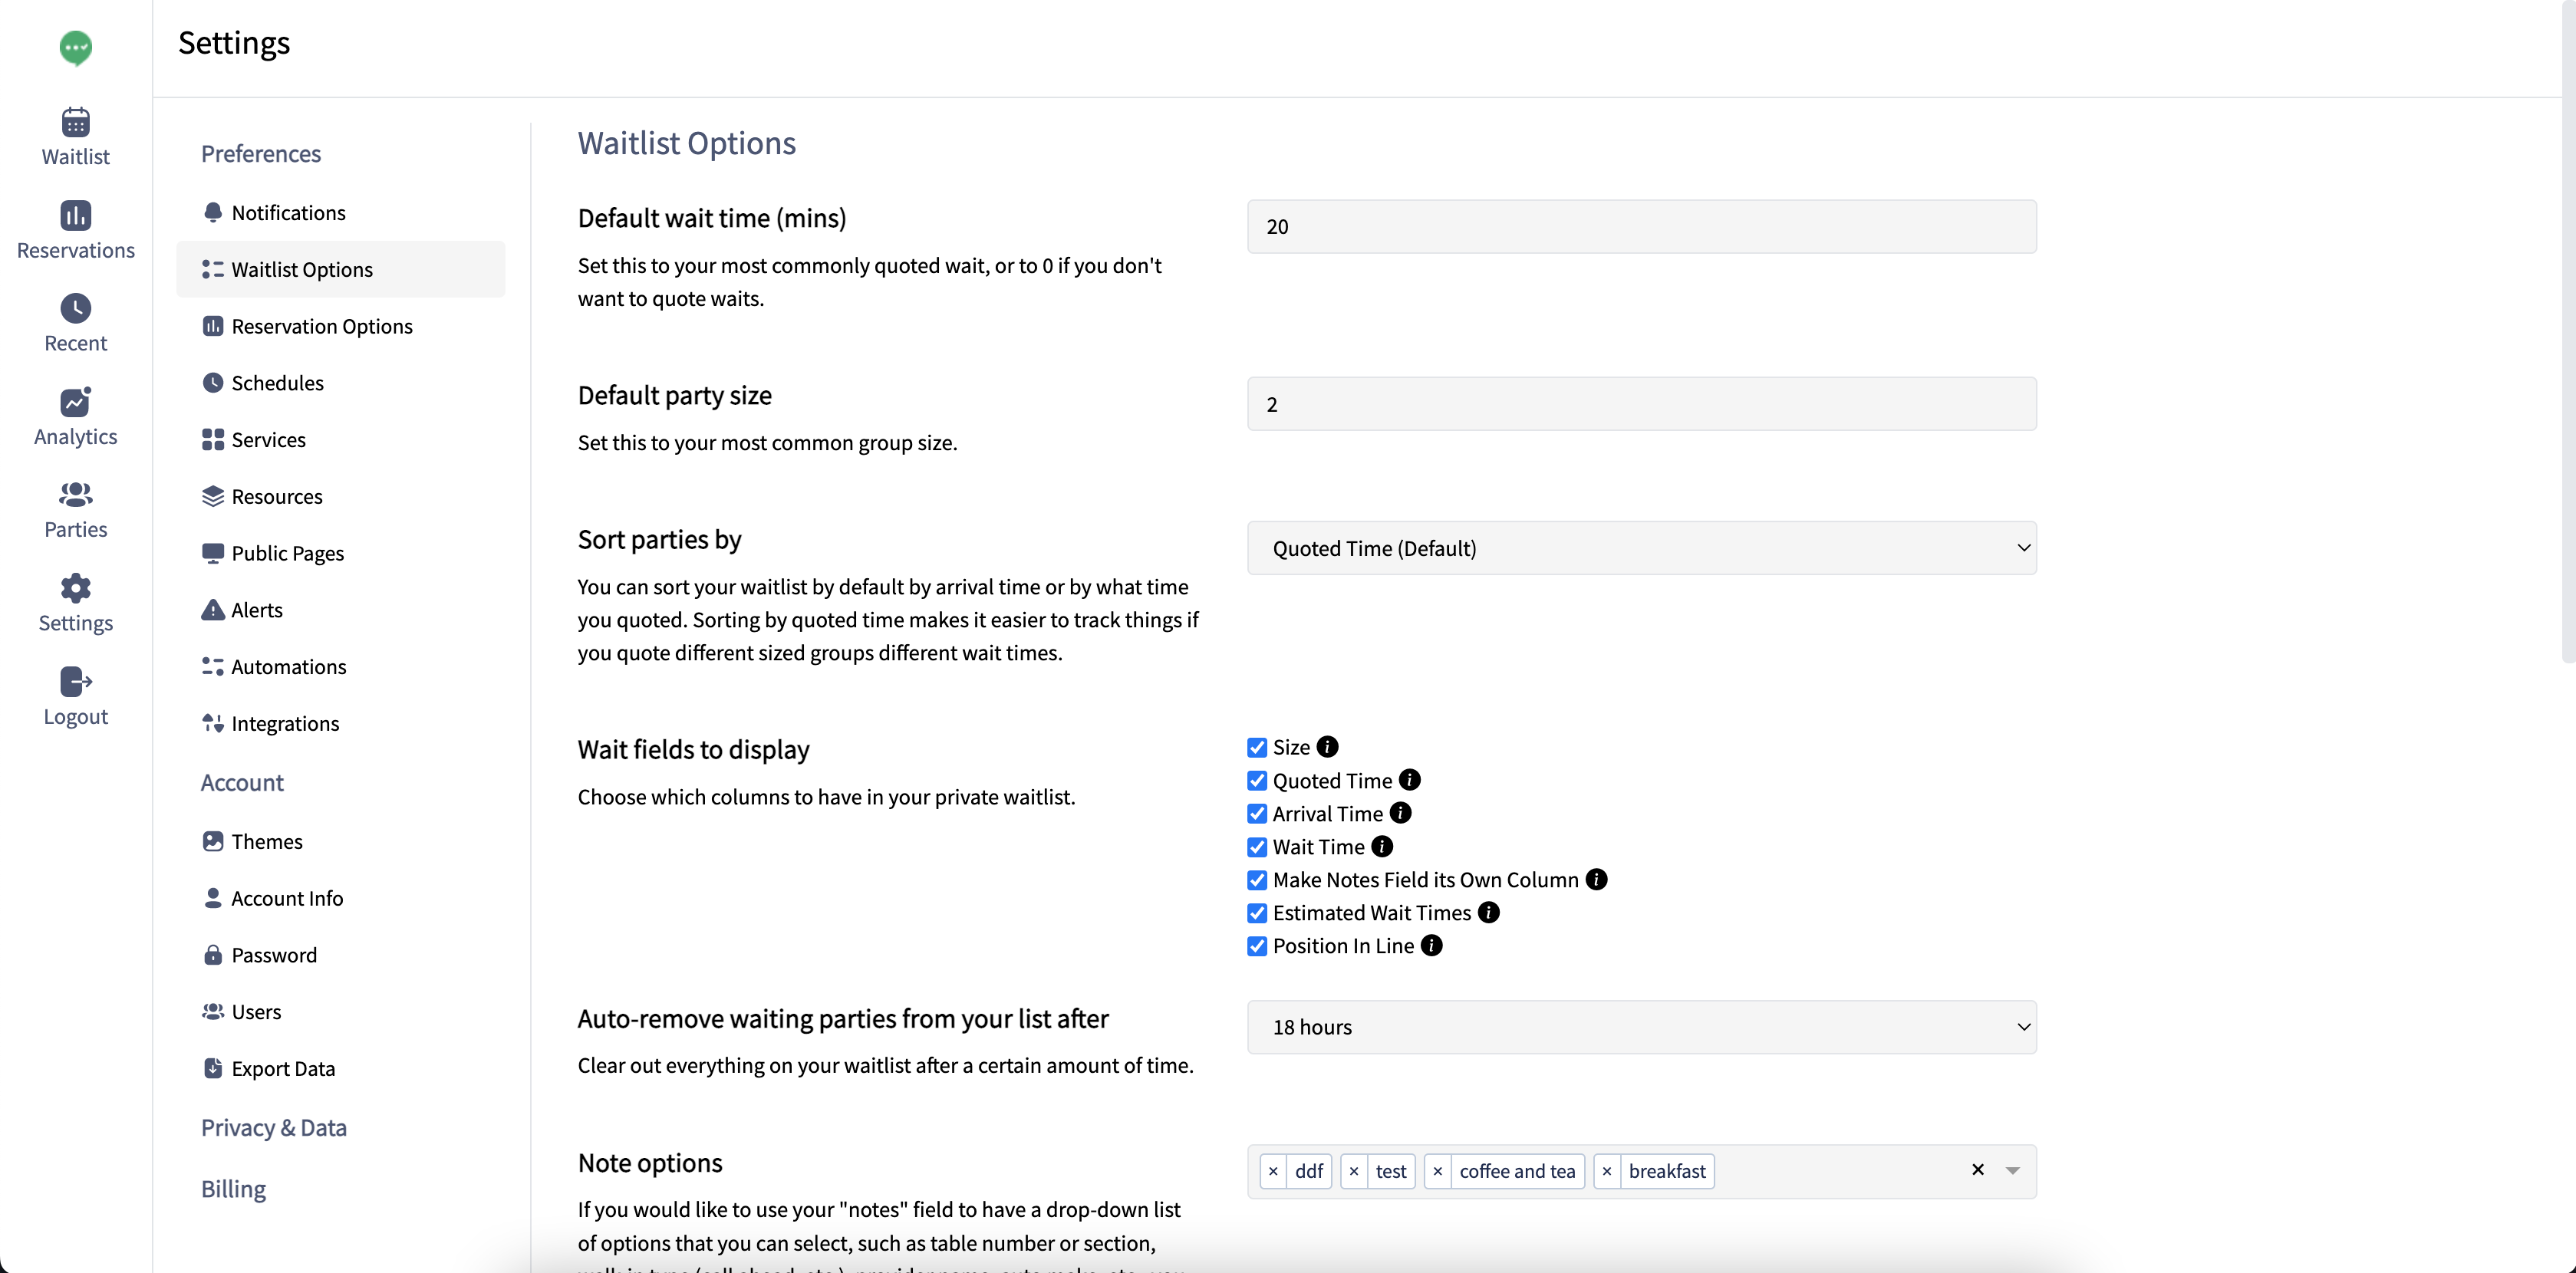 Settings
Waitlist
Reservations
Recent
Analytics
Parties
Settings
Logout
Preferences
Notifications
Waitlist Options
Reservation Options
Schedules
Services
Resources
Public Pages
Alerts
Automations
Integrations
Account
Themes
Account Info
Password
Users
Export Data
Privacy & Data
Billing
Waitlist Options
Default wait time (mins)
Set this to your most commonly quoted wait, or to 0 if you don't
want to quote waits.
20
Default party size
Set this to your most common group size.
2
Sort parties by
You can sort your waitlist by default by arrival time or by what time
you quoted. Sorting by quoted time makes it easier to track things if
you quote different sized groups different wait times.
Quoted Time (Default)
Wait fields to display
Choose which columns to have in your private waitlist.
Size
Quoted Time
Arrival Time
Wait Time
Make Notes Field its Own Column
Estimated Wait Times
Position In Line
Auto-remove waiting parties from your list after
Clear out everything on your waitlist after a certain amount of time.
18 hours
Note options
If you would like to use your "notes" field to have a drop-down list
of options that you can select, such as table number or section,
× ddf × test × coffee and tea × breakfast